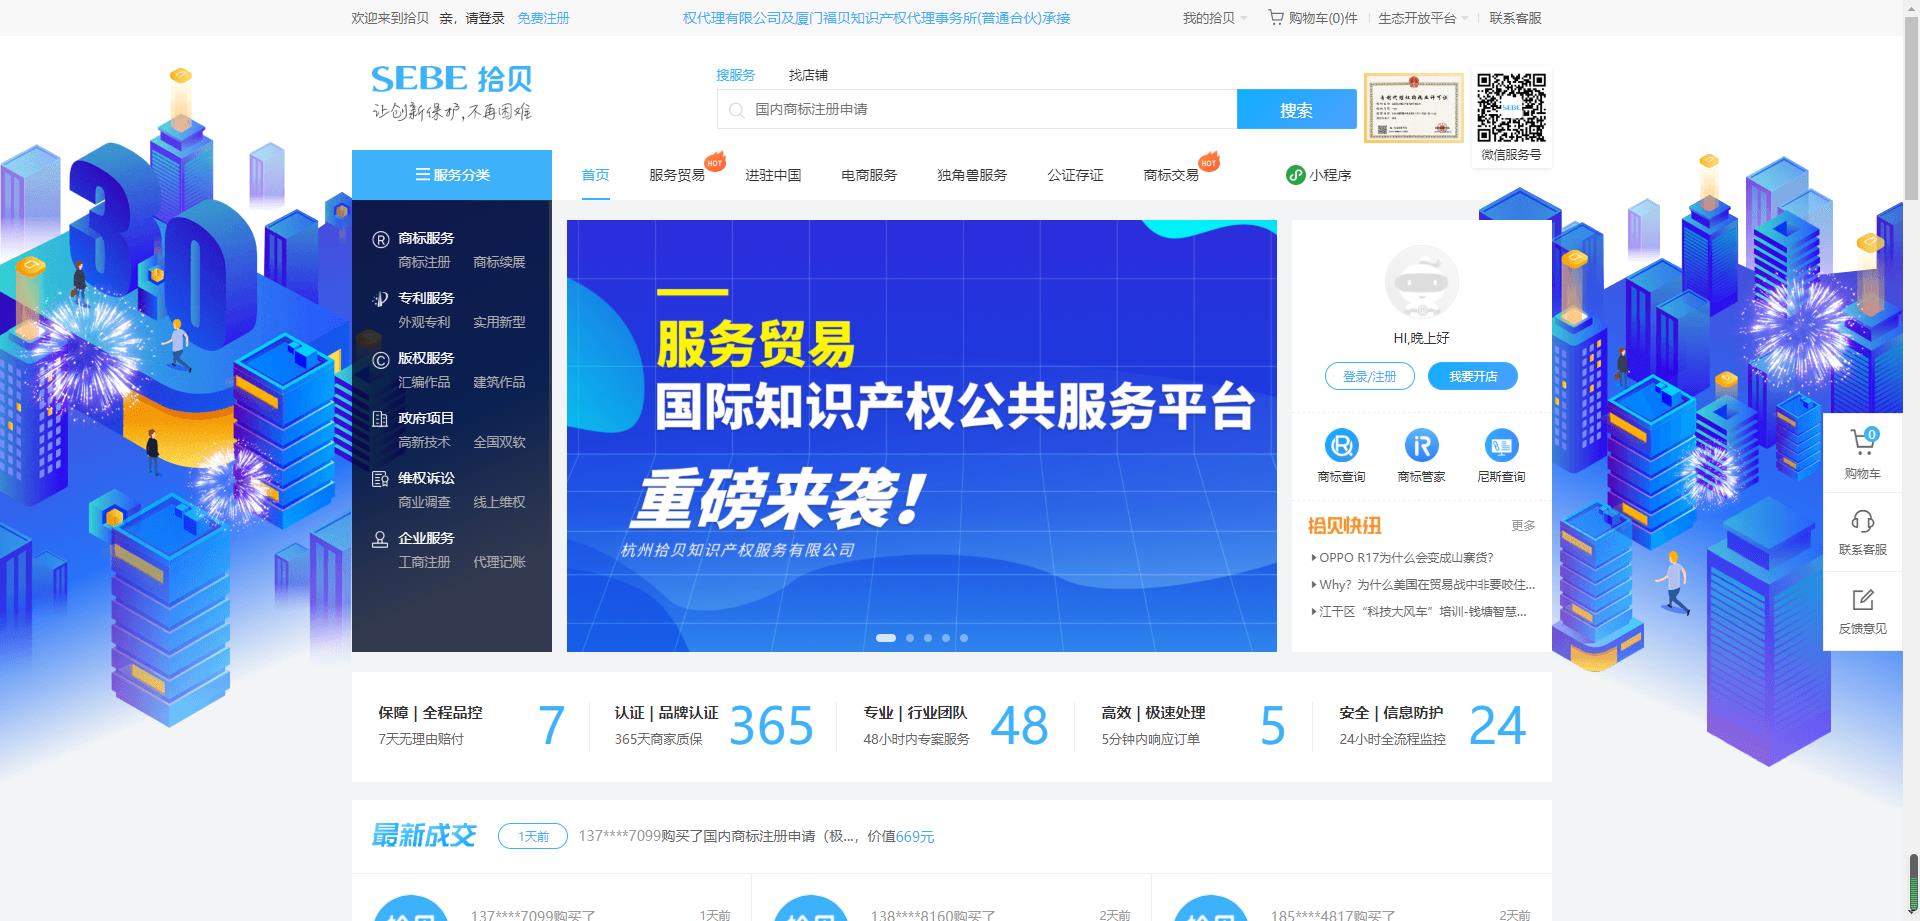 欢迎来到拾贝 亲，请登录 免费注册
权代理有限公司及厦门福贝知识产权代理事务所(普通合伙)承接
我的拾贝 购物车(0)件 生态开放平台 联系客服
SEBE 拾贝
让创新保护,不再困难
搜服务 找店铺
国内商标注册申请
搜索
SEBE
微信服务号
服务分类
首页 服务贸易 HOT 进驻中国 电商服务 独角兽服务 公证存证 商标交易 HOT 小程序
30
商标服务
商标注册 商标续展
专利服务
外观专利 实用新型
版权服务
汇编作品 建筑作品
政府项目
高新技术 全国双软
维权诉讼
商业调查 线上维权
企业服务
工商注册 代理记账
服务贸易
国际知识产权公共服务平台
重磅来袭!
杭州拾贝知识产权服务有限公司
HI,晚上好
登录/注册 我要开店
商标查询 商标管家 尼斯查询
拾贝快讯 更多
OPPO R17为什么会变成山寨货?
Why？为什么美国在贸易战中非要咬住...
江干区“科技大风车”培训-钱塘智慧...
0
购物车
联系客服
反馈意见
保障 | 全程品控
7天无理由赔付
7
认证 | 品牌认证
365天商家质保
365
专业 | 行业团队
48小时内专案服务
48
高效 | 极速处理
5分钟内响应订单
5
安全 | 信息防护
24小时全流程监控
24
最新成交 1天前 137****7099购买了国内商标注册申请（极...，价值669元
拾贝 137****7099购买了 1天前
拾贝 138****8160购买了 2天前
拾贝 185****4817购买了 2天前